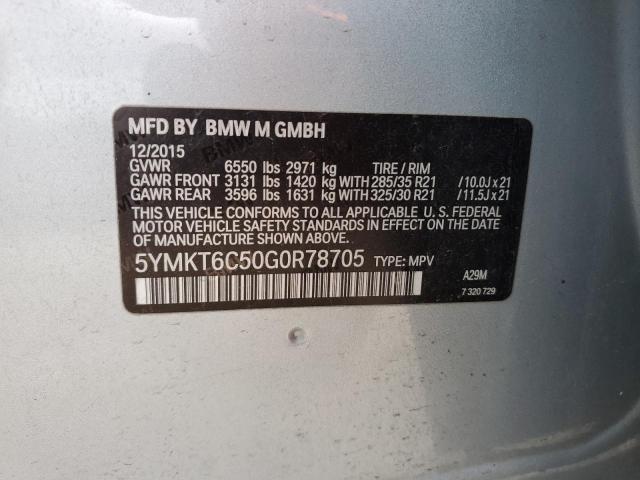 MFD BY BMW M GMBH
12/2015
GVWR 6550 lbs 2971 kg TIRE / RIM
GAWR FRONT 3131 lbs 1420 kg WITH 285/35 R21 / 10.0J x 21
GAWR REAR 3596 lbs 1631 kg WITH 325/30 R21 / 11.5J x 21
THIS VEHICLE CONFORMS TO ALL APPLICABLE U. S. FEDERAL
MOTOR VEHICLE SAFETY STANDARDS IN EFFECT ON THE DATE
OF MANUFACTURE SHOWN ABOVE.
5YMKT6C50G0R78705 TYPE: MPV
A29M
7 320 729